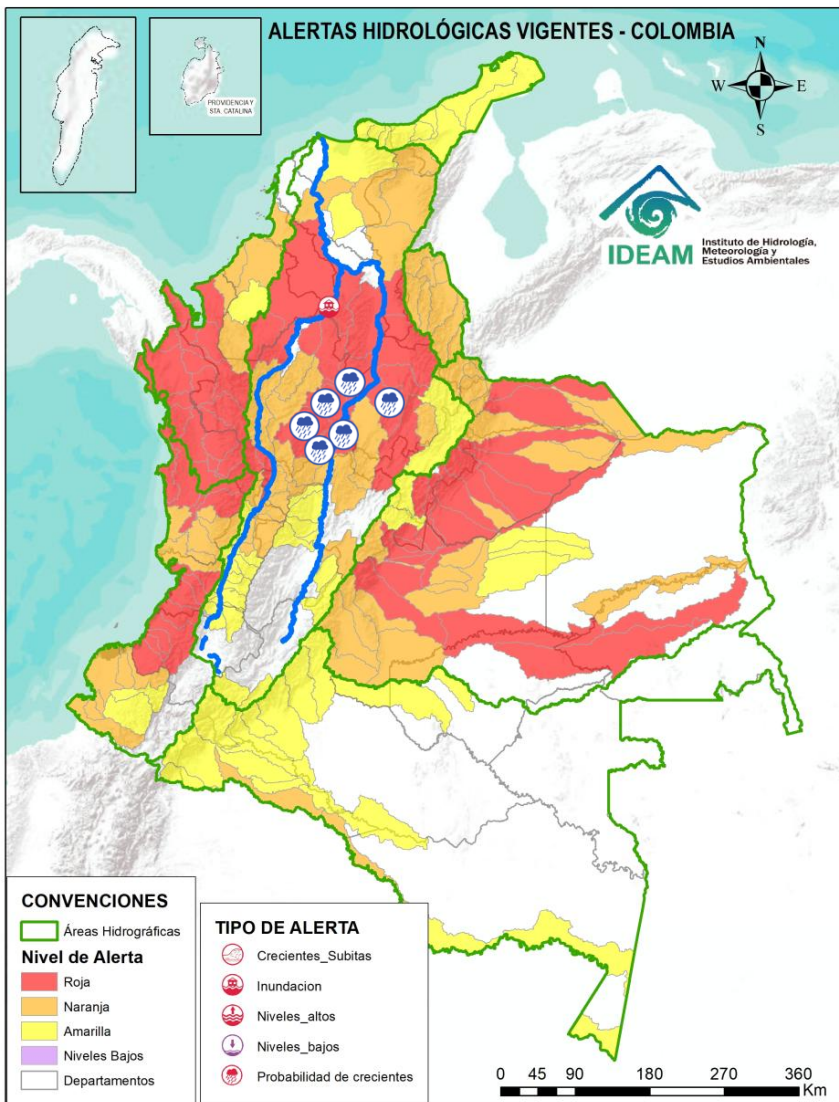 ALERTAS HIDROLÓGICAS VIGENTES - COLOMBIA
PROVIDENCIA Y
STA. CATALINA
N
W
E
S
IDEAM
Instituto de Hidrología,
Meteorología y
Estudios Ambientales
CONVENCIONES
Áreas Hidrográficas
Nivel de Alerta
Roja
Naranja
Amarilla
Niveles Bajos
Departamentos
TIPO DE ALERTA
Crecientes_Subitas
Inundacion
Niveles_altos
Niveles_bajos
Probabilidad de crecientes
0 45 90 180 270 360
Km